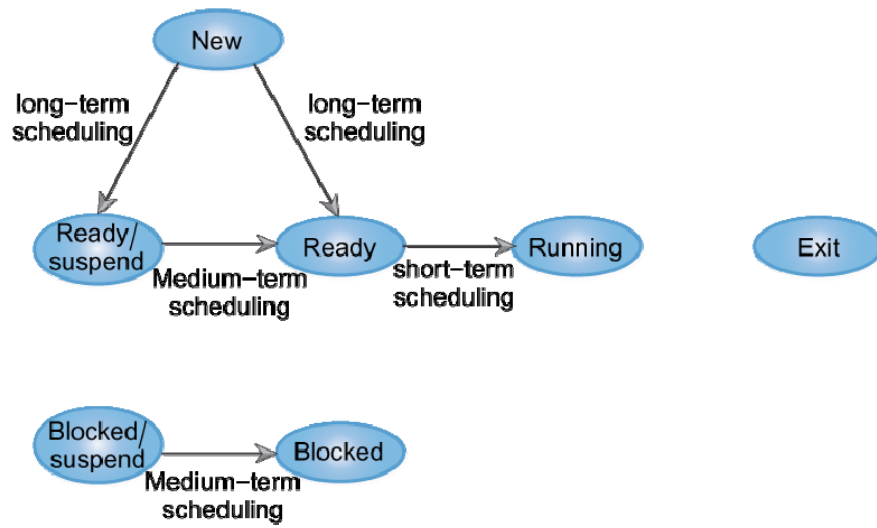 New
long-term
scheduling
long-term
scheduling
Ready/
suspend
Medium-term
scheduling
Ready
short-term
scheduling
Running
Exit
Blocked/
suspend
Medium-term
scheduling
Blocked